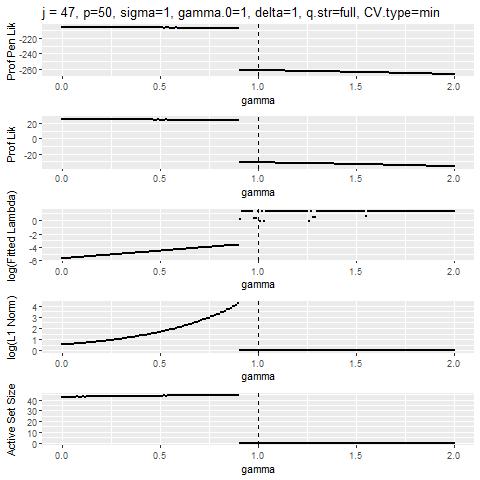 j = 47, p=50, sigma=1, gamma.0=1, delta=1, q.str=full, CV.type=min
Prof Pen Lik
-220
-240
-260
0.0 0.5 1.0 1.5 2.0
gamma
Prof Lik
20
0
-20
0.0 0.5 1.0 1.5 2.0
gamma
log(Fitted Lambda)
0
-2
-4
-6
0.0 0.5 1.0 1.5 2.0
gamma
log(L1 Norm)
4
3
2
1
0
0.0 0.5 1.0 1.5 2.0
gamma
Active Set Size
40
30
20
10
0
0.0 0.5 1.0 1.5 2.0
gamma